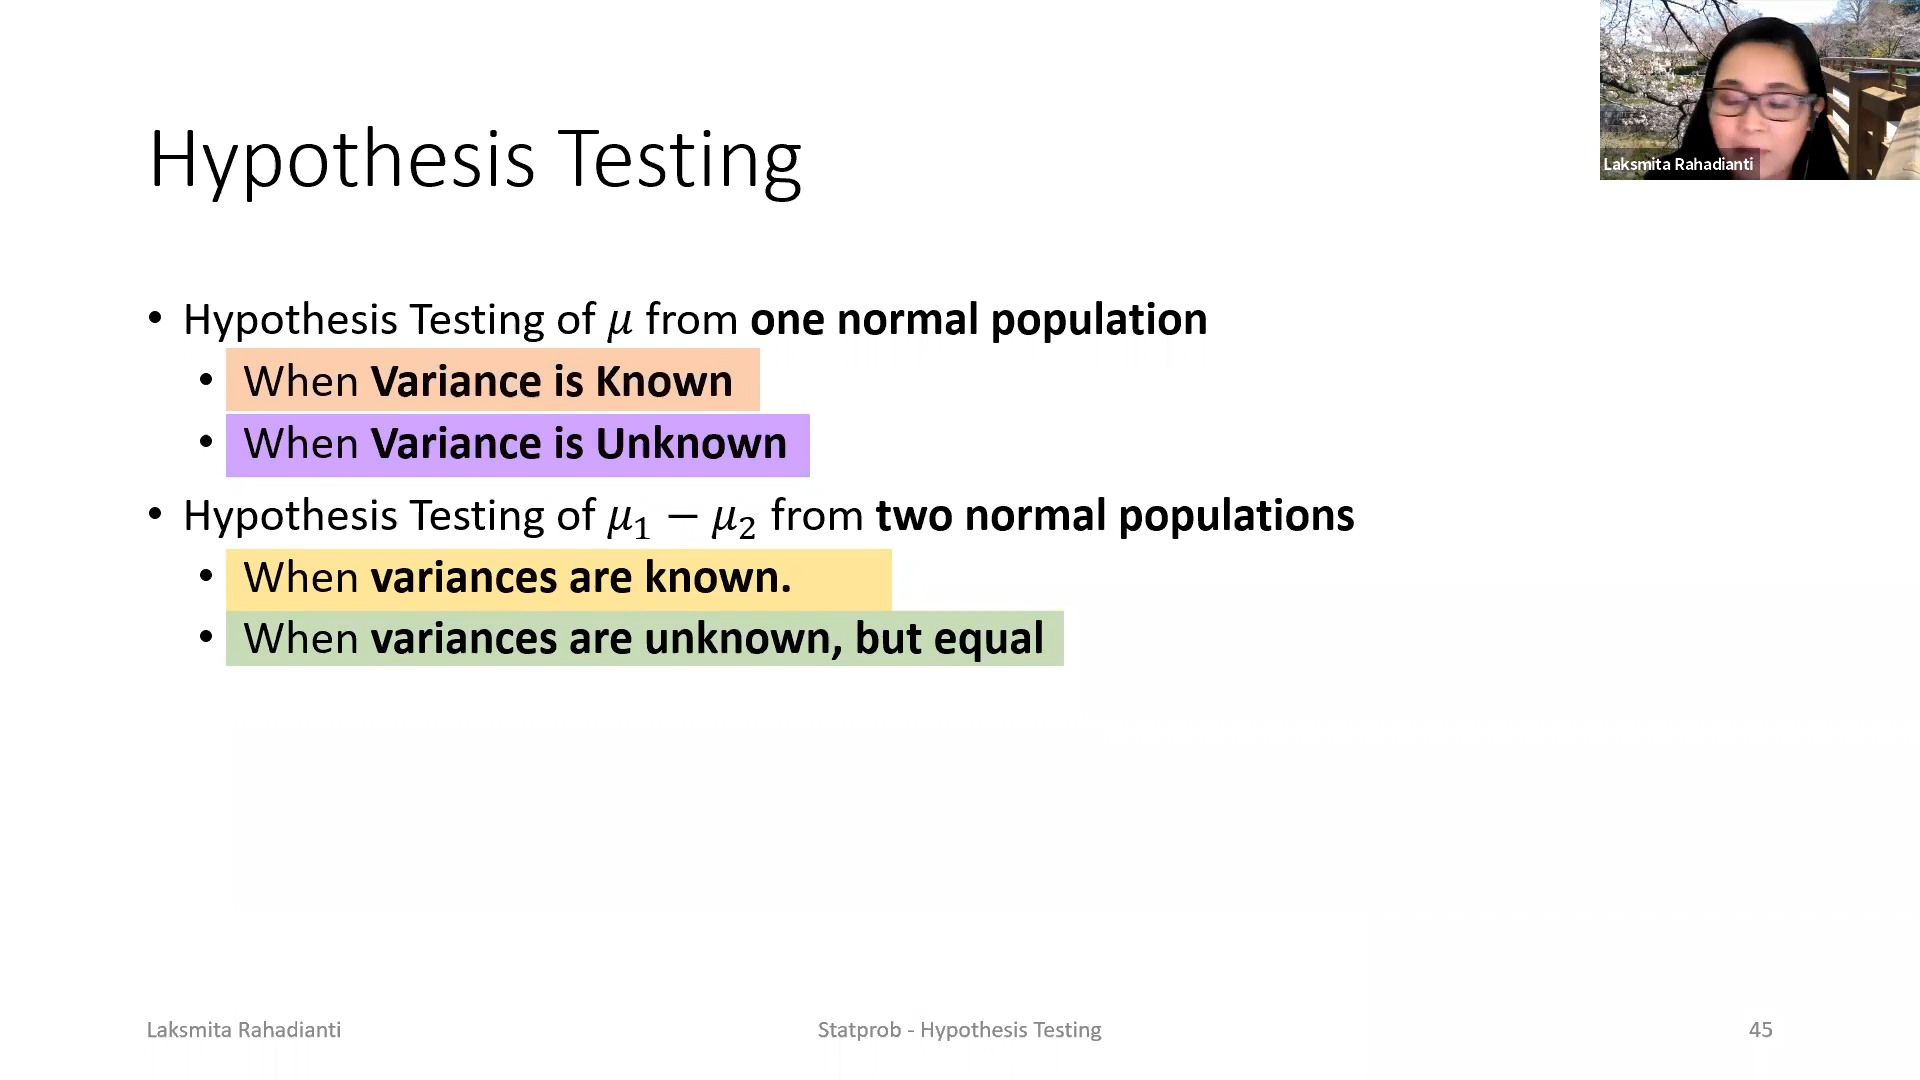 Laksmita Rahadianti
Hypothesis Testing
• Hypothesis Testing of 𝜇 from one normal population
• When Variance is Known
• When Variance is Unknown
• Hypothesis Testing of 𝜇₁ − 𝜇₂ from two normal populations
• When variances are known.
• When variances are unknown, but equal
Laksmita Rahadianti
Statprob - Hypothesis Testing
45